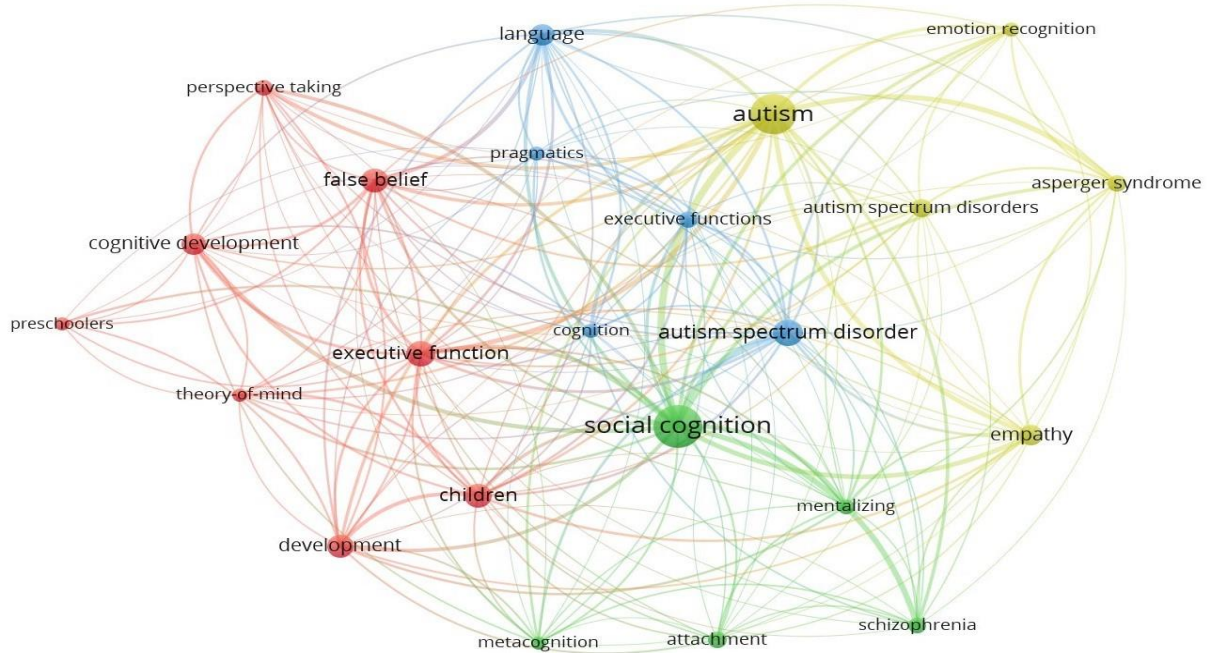 language
emotion recognition
perspective taking
autism
pragmatics
false belief
asperger syndrome
autism spectrum disorders
executive functions
cognitive development
preschoolers
cognition
autism spectrum disorder
executive function
theory-of-mind
social cognition
empathy
children
mentalizing
development
schizophrenia
attachment
metacognition